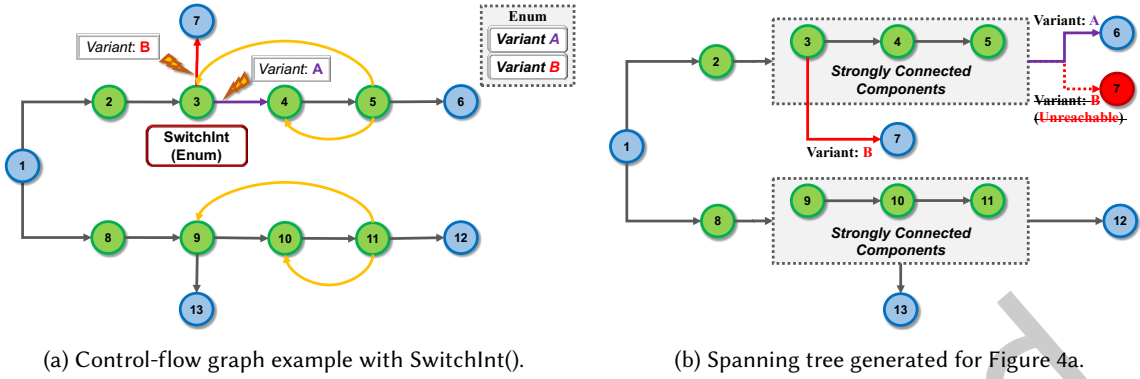 7
Variant: B
Variant: A
Enum
Variant A
Variant B
1
2
3
4
5
6
SwitchInt
(Enum)
8
9
10
11
12
13
(a) Control-flow graph example with SwitchInt().
Variant: A
6
3
4
5
2
Strongly Connected
Components
7
Variant: B
(Unreachable)
1
7
Variant: B
9
10
11
8
12
Strongly Connected
Components
13
(b) Spanning tree generated for Figure 4a.